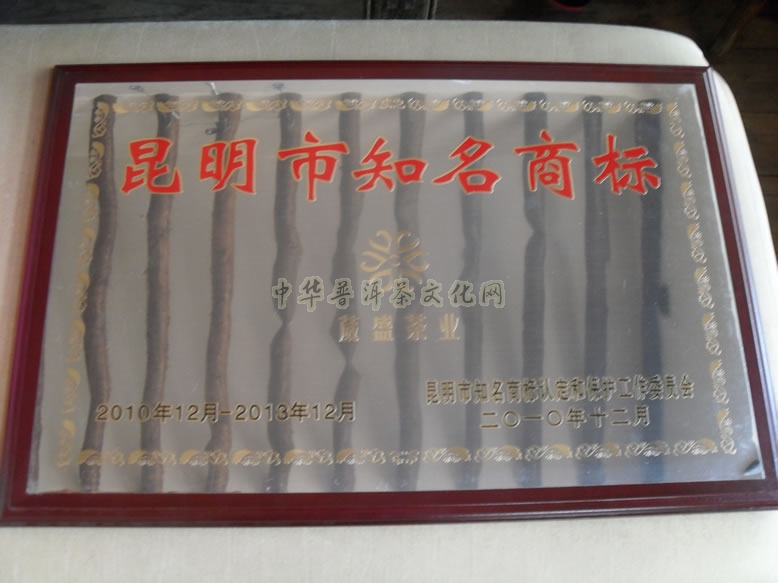 昆明市知名商标
中华普洱茶文化网
盛茶业
2010年12月-2013年12月
昆明市知名商标认定和保护工作委员会
二〇一〇年十二月